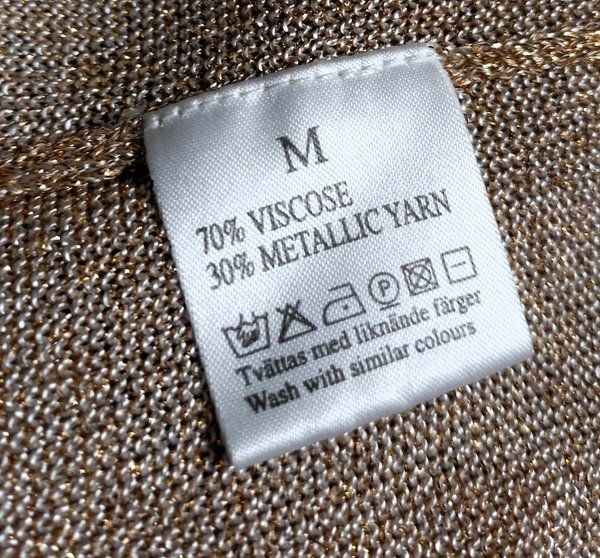 M
70% VISCOSE
30% METALLIC YARN
P
Tvättas med liknände färger
Wash with similar colours